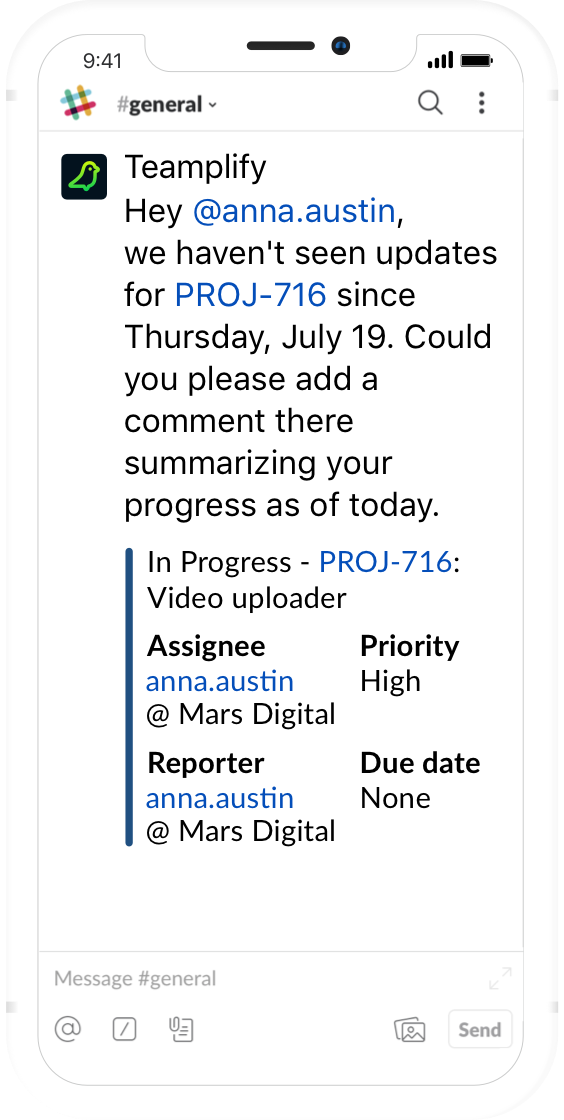 9:41
#general
Teamplify
Hey @anna.austin,
we haven't seen updates
for PROJ-716 since
Thursday, July 19. Could
you please add a
comment there
summarizing your
progress as of today.
In Progress - PROJ-716:
Video uploader
Assignee Priority
anna.austin High
@ Mars Digital
Reporter Due date
anna.austin None
@ Mars Digital
Message #general
Send